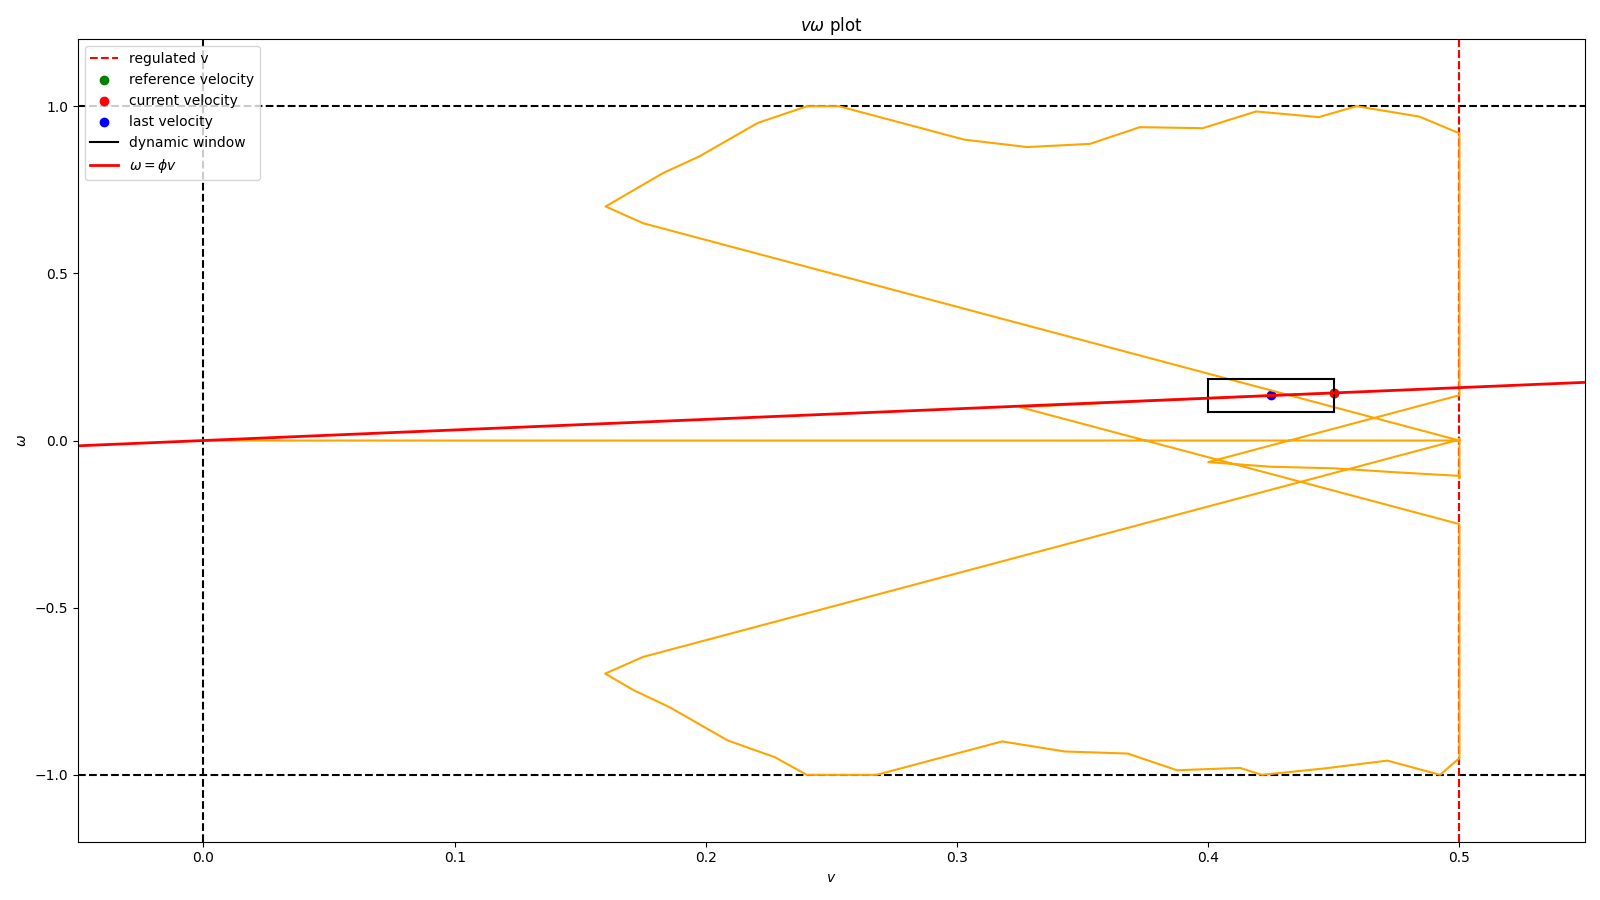 vω plot
regulated v
reference velocity
current velocity
last velocity
dynamic window
ω = ϕv
1.0
0.5
0.0
−0.5
−1.0
ω
0.0 0.1 0.2 0.3 0.4 0.5
v